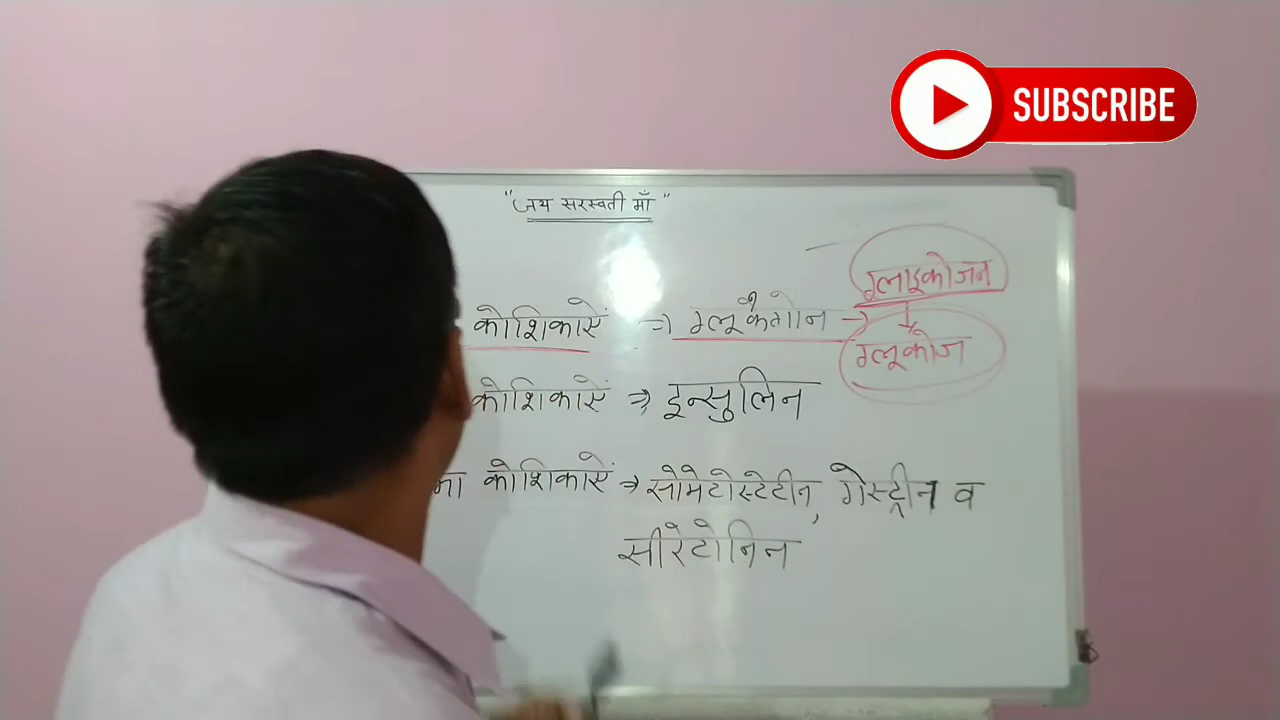 SUBSCRIBE
"जय सरस्वती माँ"
ग्लाइकोजन
कोशिकाऐं → ग्लूकैगोन →
ग्लूकोज
कोशिकाऐं → इन्सुलिन
मा कोशिकाऐं → सोमेटोस्टेटीन, गेस्ट्रीन व
सीरेटोनिन